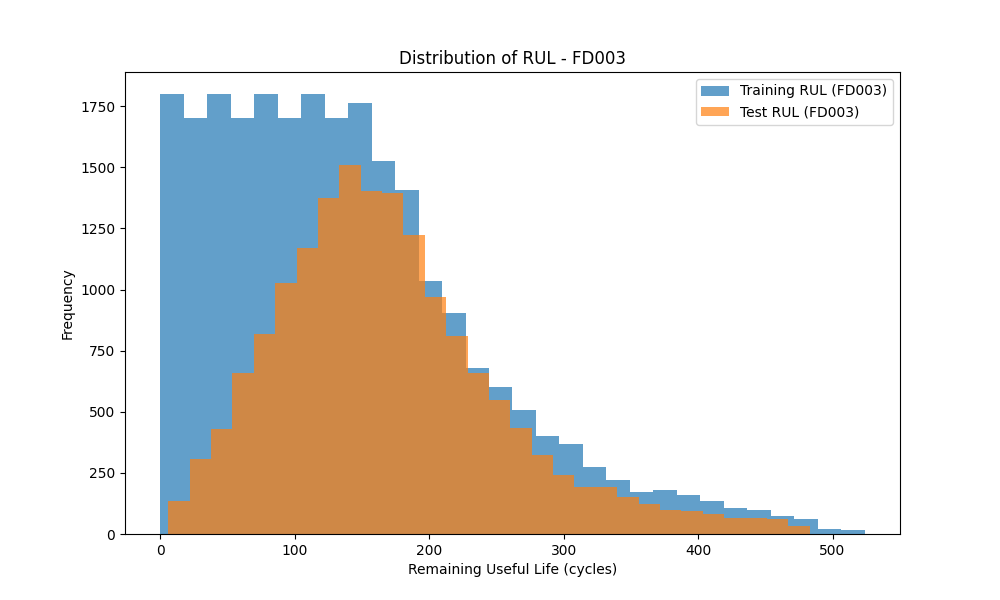 Distribution of RUL - FD003
Training RUL (FD003)
Test RUL (FD003)
1750
1500
1250
1000
750
500
250
0
Frequency
0 100 200 300 400 500
Remaining Useful Life (cycles)